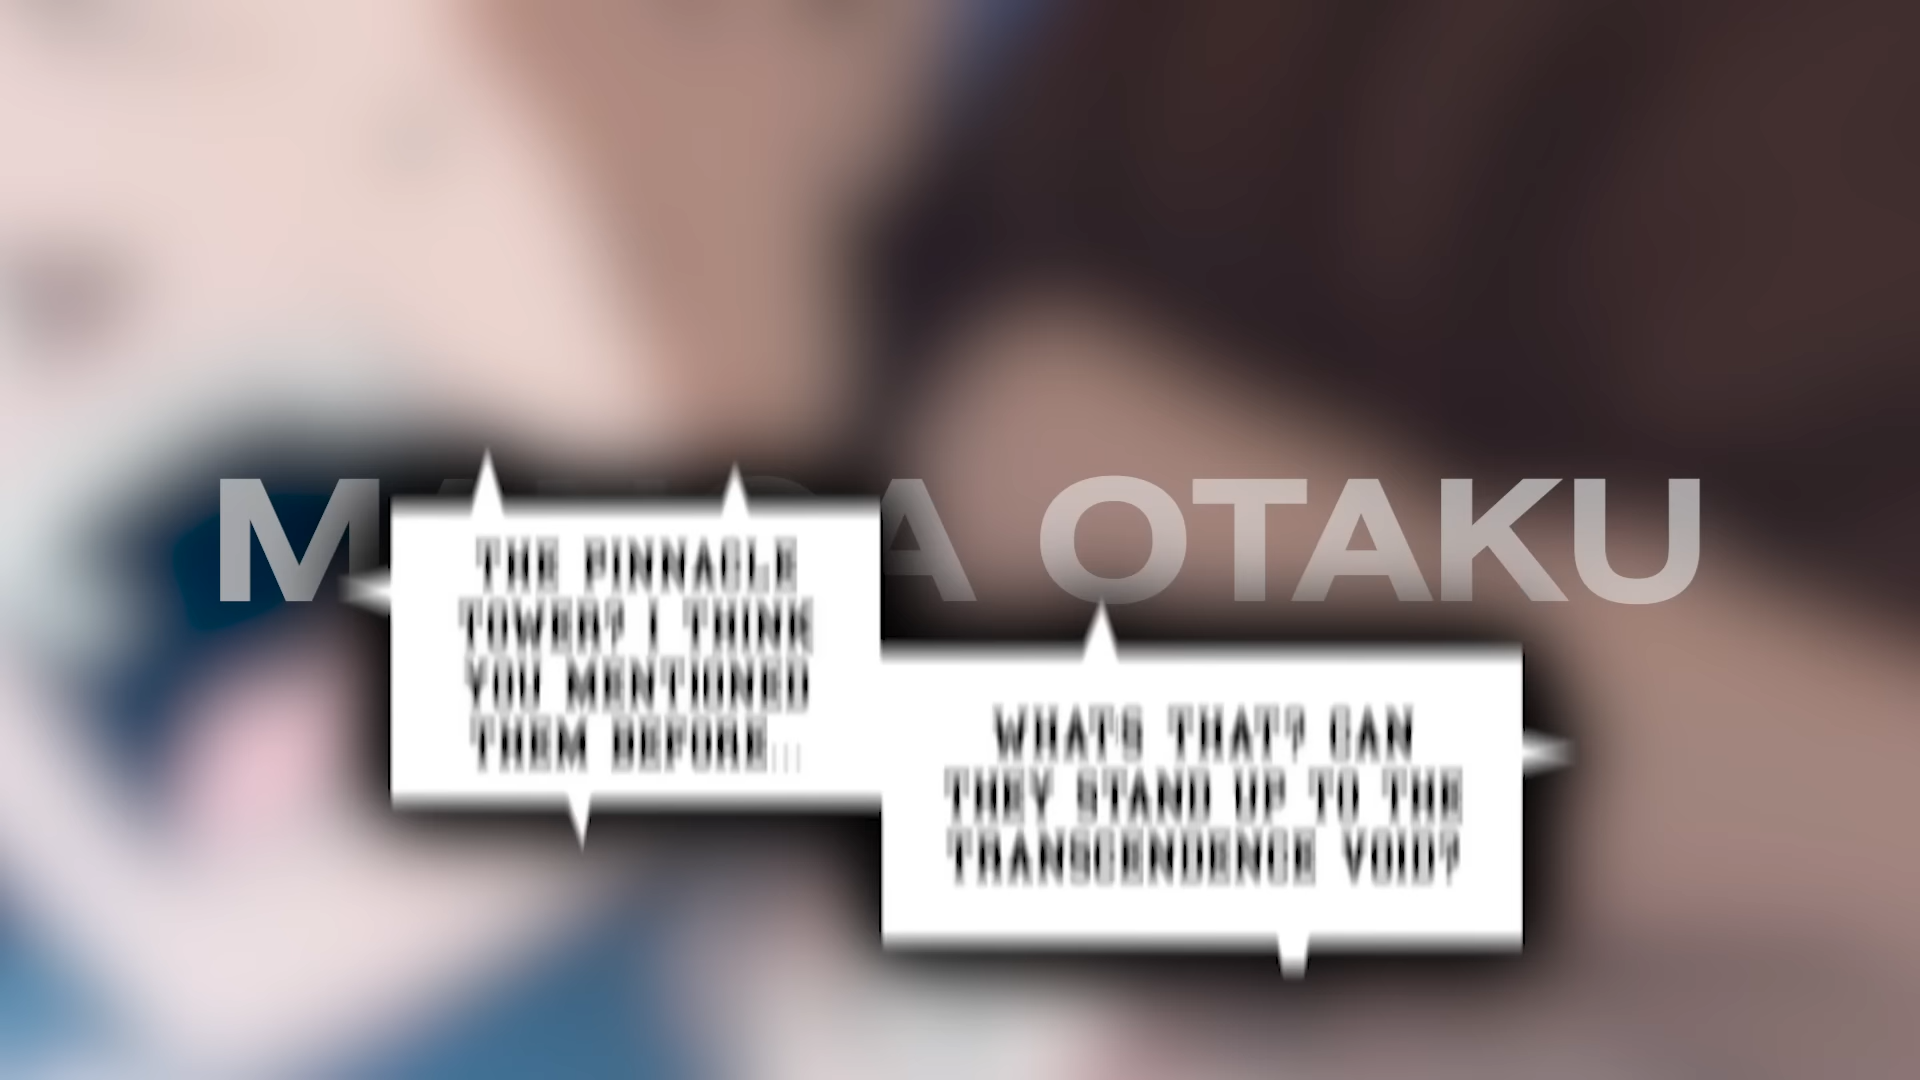 OTAKU
THE PINNACLE
TOWER? I THINK
YOU MENTIONED
THEM BEFORE...
WHATS THAT? CAN
THEY STAND UP TO THE
TRANSCENDENCE VOID?